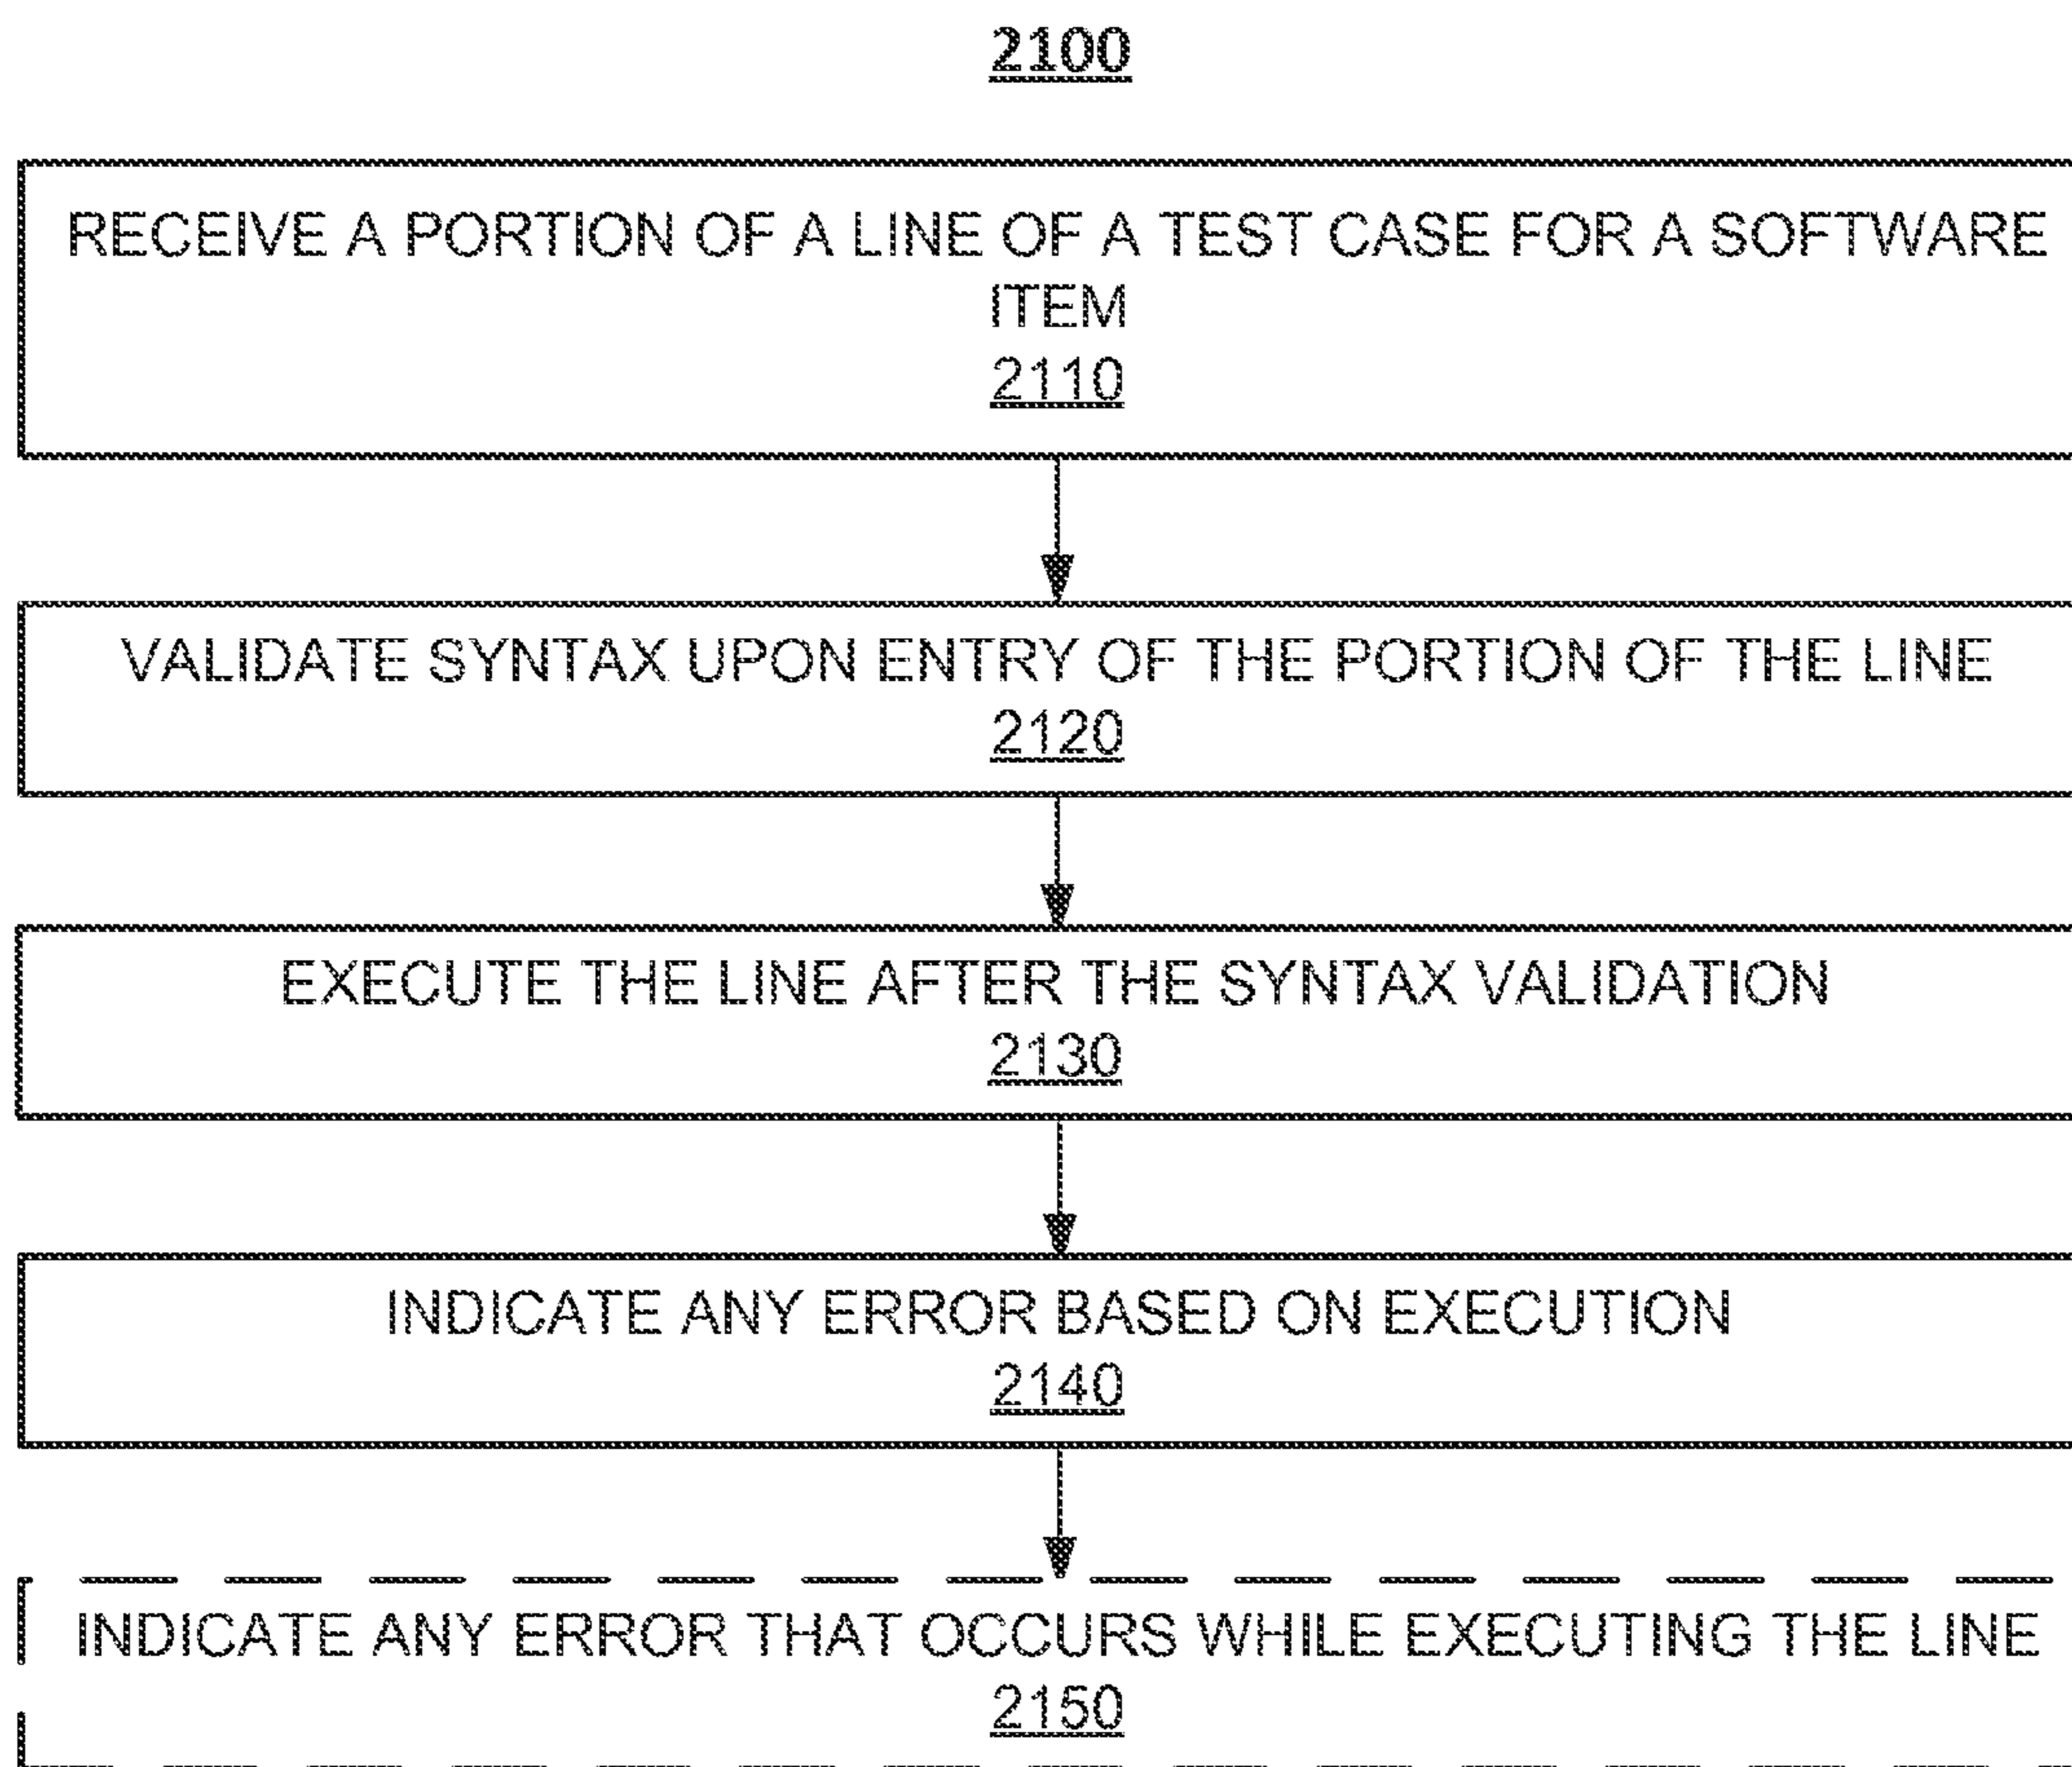 2100
RECEIVE A PORTION OF A LINE OF A TEST CASE FOR A SOFTWARE
ITEM
2110
VALIDATE SYNTAX UPON ENTRY OF THE PORTION OF THE LINE
2120
EXECUTE THE LINE AFTER THE SYNTAX VALIDATION
2130
INDICATE ANY ERROR BASED ON EXECUTION
2140
INDICATE ANY ERROR THAT OCCURS WHILE EXECUTING THE LINE
2150